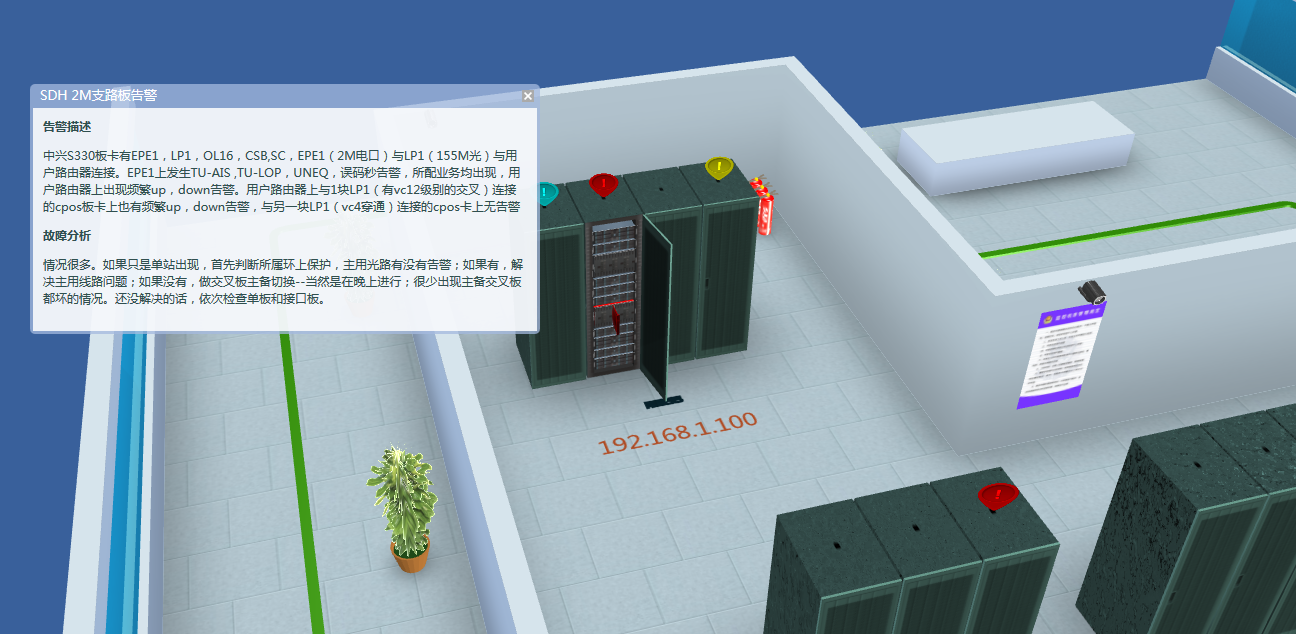 SDH 2M支路板告警
告警描述
中兴S330板卡有EPE1，LP1，OL16，CSB,SC，EPE1（2M电口）与LP1（155M光）与用
户路由器连接。EPE1上发生TU-AIS ,TU-LOP，UNEQ，误码秒告警，所配业务均出现，用
户路由器上出现频繁up，down告警。用户路由器上与1块LP1（有vc12级别的交叉）连接
的cpos板卡上也有频繁up，down告警，与另一块LP1（vc4穿通）连接的cpos卡上无告警
故障分析
情况很多。如果只是单站出现，首先判断所属环上保护，主用光路有没有告警；如果有，解
决主用线路问题；如果没有，做交叉板主备切换--当然是在晚上进行；很少出现主备交叉板
都坏的情况。还没解决的话，依次检查单板和接口板。
192.168.1.100